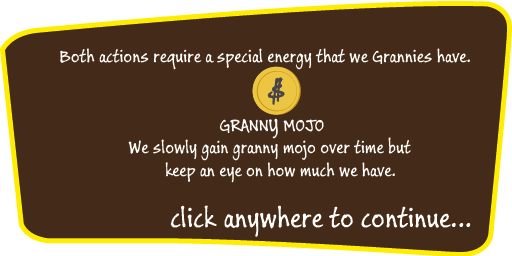 Both actions require a special energy that we Grannies have.
GRANNY MOJO
We slowly gain granny mojo over time but
keep an eye on how much we have.
click anywhere to continue...